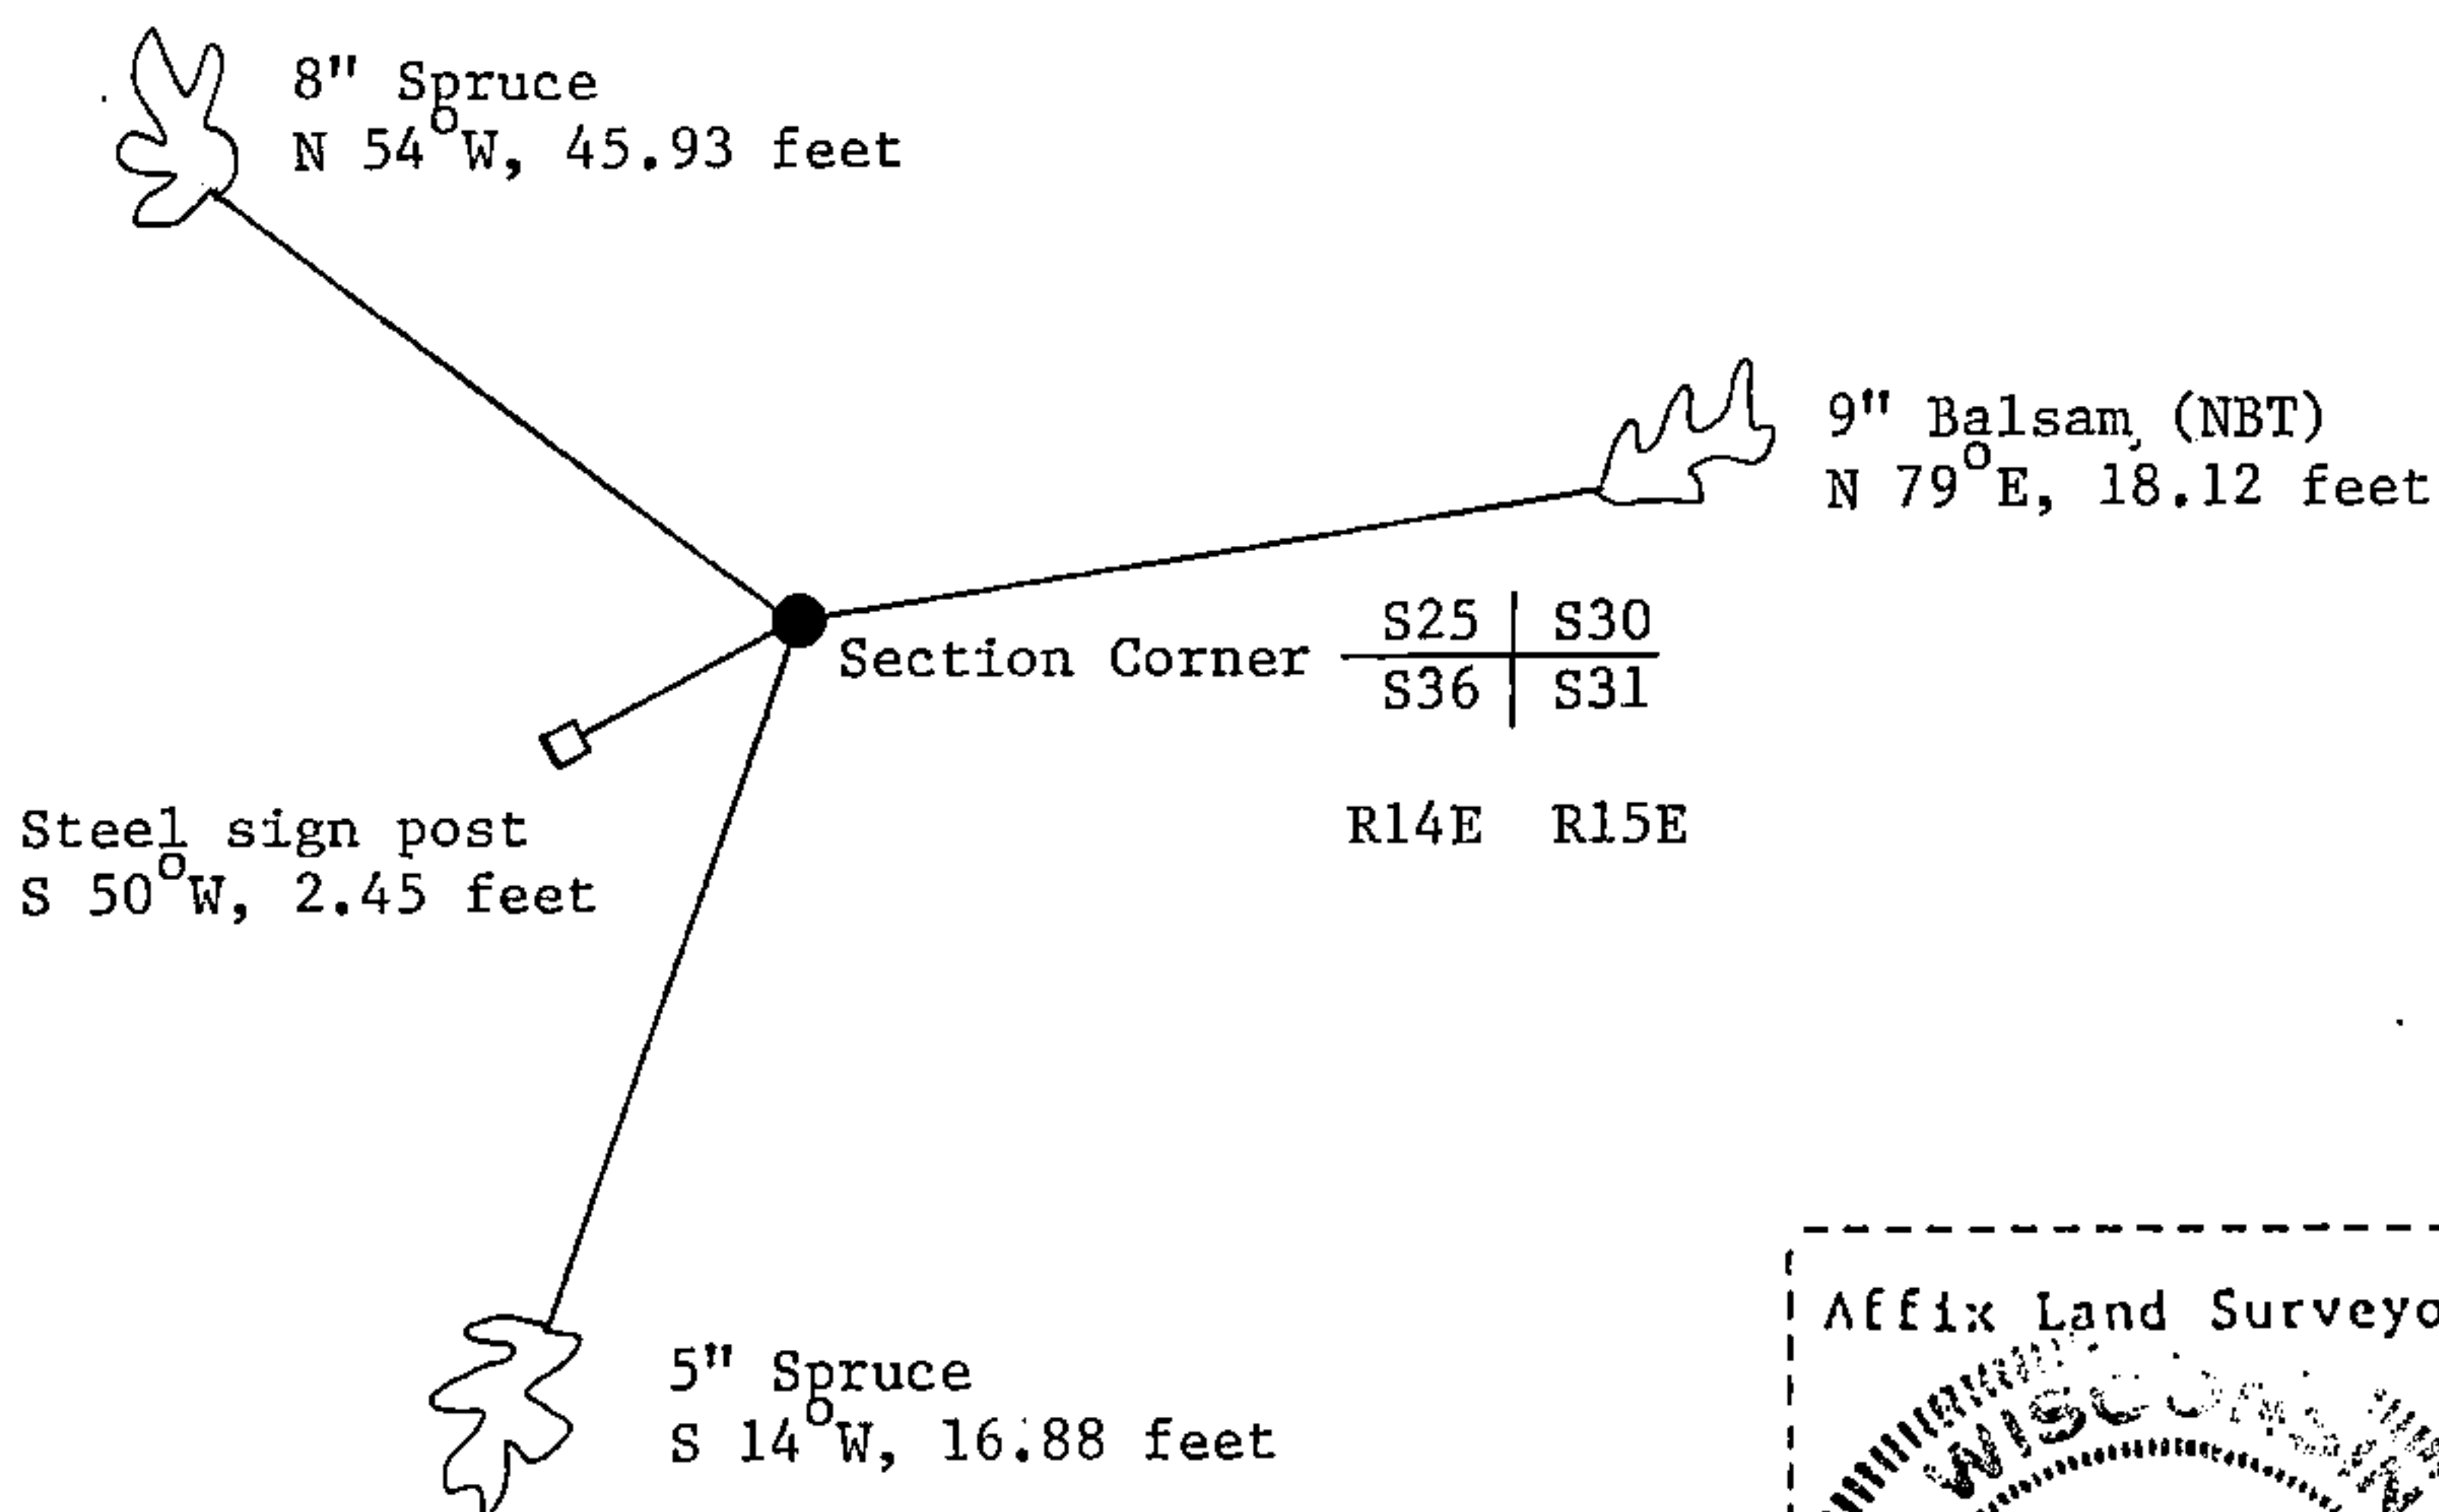 8" Spruce
N 54°W, 45.93 feet
9" Balsam, (NBT)
N 79°E, 18.12 feet
Section Corner
S25 S30
S36 S31
R14E R15E
Steel sign post
S 50°W, 2.45 feet
5" Spruce
S 14°W, 16.88 feet
Affix Land Surveyo